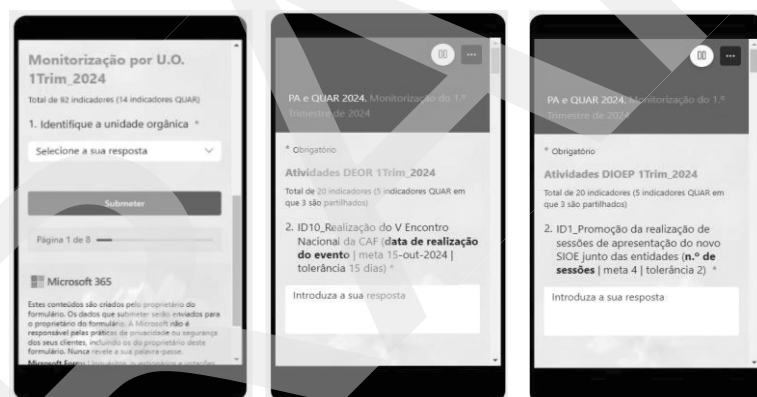 Monitorização por U.O.
1Trim_2024
Total de 92 indicadores (14 indicadores QUAR)
1. Identifique a unidade orgânica *
Selecione a sua resposta
Submeter
Página 1 de 8
Microsoft 365
Estes conteúdos são criados pelo proprietário do
formulário. Os dados que submeter serão enviados para
o proprietário do formulário. A Microsoft não é
responsável pelas práticas de privacidade ou segurança
dos seus clientes, incluindo os do proprietário deste
formulário. Nunca revele a sua palavra-passe.
Microsoft Forms
PA e QUAR 2024. Monitorização do 1.º
Trimestre de 2024
* Obrigatório
Atividades DEOR 1Trim_2024
Total de 20 indicadores (5 indicadores QUAR em
que 3 são partilhados)
2. ID10_Realização do V Encontro
Nacional da CAF (data de realização
do evento | meta 15-out-2024 |
tolerância 15 dias) *
Introduza a sua resposta
PA e QUAR 2024. Monitorização do 1.º
Trimestre de 2024
* Obrigatório
Atividades DIOEP 1Trim_2024
Total de 20 indicadores (5 indicadores QUAR em
que 3 são partilhados)
2. ID1_Promoção da realização de
sessões de apresentação do novo
SIOE junto das entidades (n.º de
sessões | meta 4 | tolerância 2) *
Introduza a sua resposta